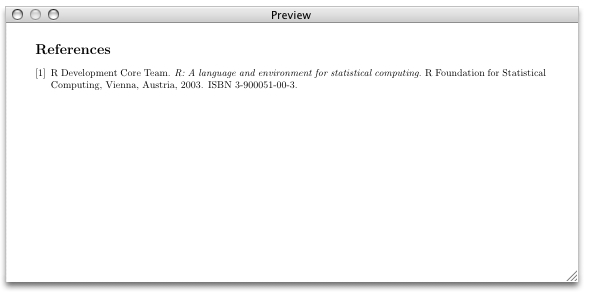 Preview
References
[1] R Development Core Team. R: A language and environment for statistical computing. R Foundation for Statistical
Computing, Vienna, Austria, 2003. ISBN 3-900051-00-3.